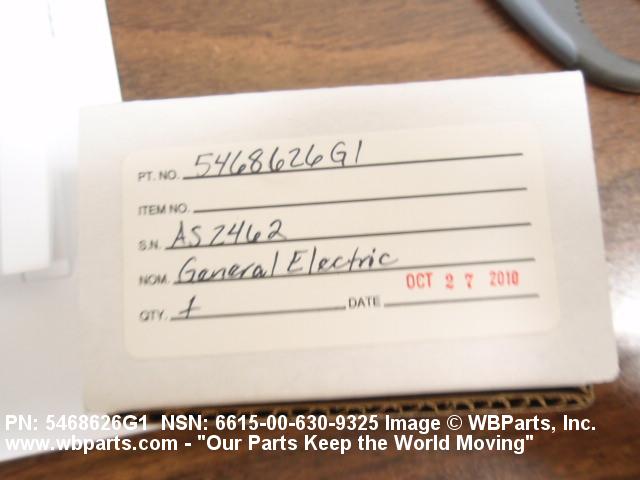 PT. NO. 5468626G1
ITEM NO.
S.N. AS2462
NOM. General Electric
QTY. 1 DATE OCT 27 2010
PN: 5468626G1 NSN: 6615-00-630-9325 Image © WBParts, Inc.
www.wbparts.com - "Our Parts Keep the World Moving"